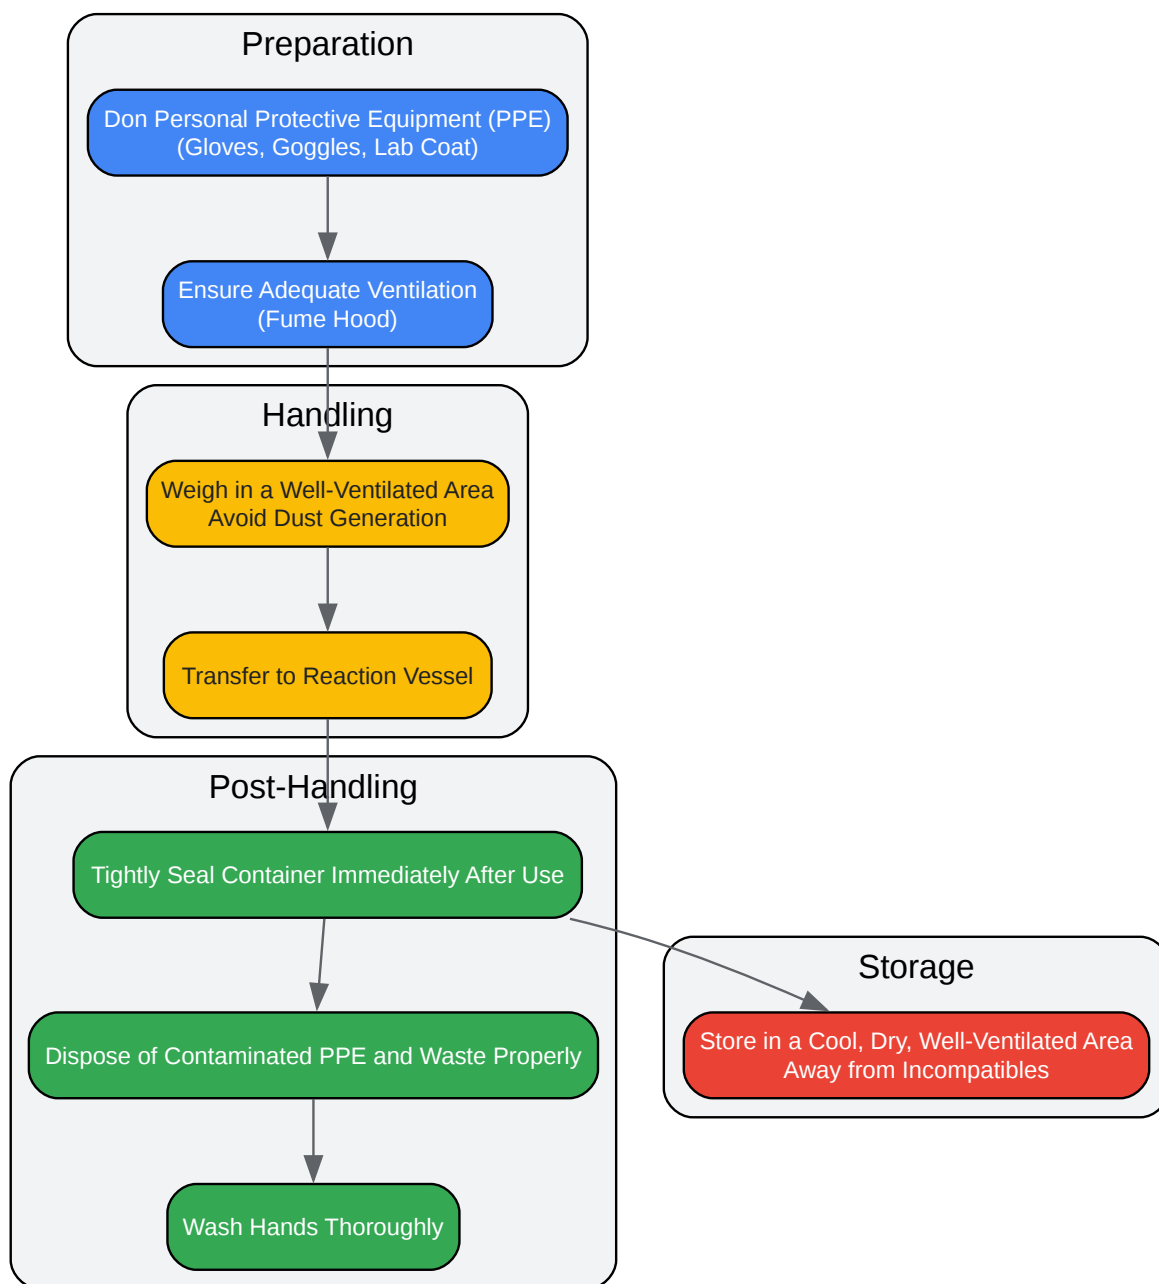 Preparation
Don Personal Protective Equipment (PPE)
(Gloves, Goggles, Lab Coat)
Ensure Adequate Ventilation
(Fume Hood)
Handling
Weigh in a Well-Ventilated Area
Avoid Dust Generation
Transfer to Reaction Vessel
Post-Handling
Tightly Seal Container Immediately After Use
Dispose of Contaminated PPE and Waste Properly
Wash Hands Thoroughly
Storage
Store in a Cool, Dry, Well-Ventilated Area
Away from Incompatibles